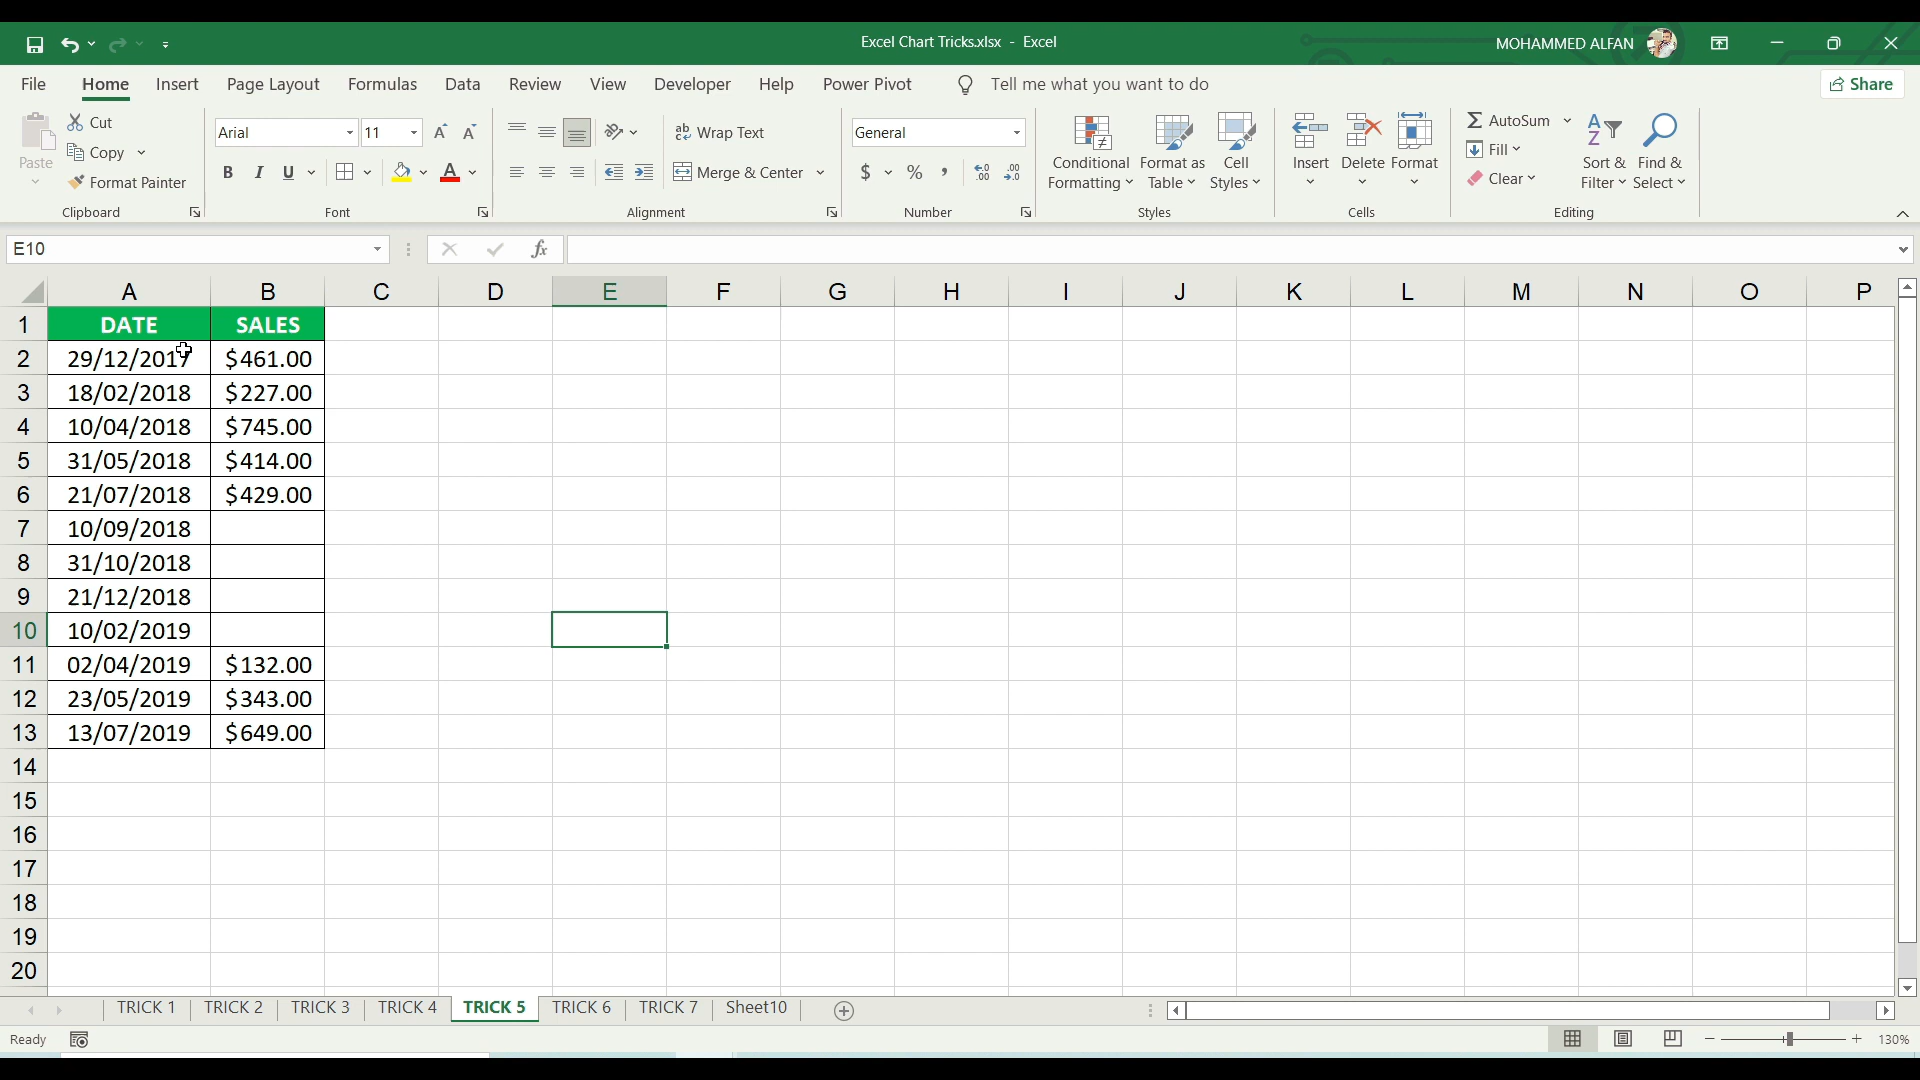 Excel Chart Tricks.xlsx - Excel
MOHAMMED ALFAN
File Home Insert Page Layout Formulas Data Review View Developer Help Power Pivot Tell me what you want to do Share
Paste
Cut
Copy
Format Painter
Clipboard
Arial 11
B I U
Font
Wrap Text
Merge & Center
Alignment
General
$ % ,
Number
Conditional Formatting
Format as Table
Cell Styles
Styles
Insert
Delete
Format
Cells
AutoSum
Fill
Clear
Sort & Filter
Find & Select
Editing
E10
fx
A B C D E F G H I J K L M N O P
1 DATE SALES
2 29/12/2017 $461.00
3 18/02/2018 $227.00
4 10/04/2018 $745.00
5 31/05/2018 $414.00
6 21/07/2018 $429.00
7 10/09/2018
8 31/10/2018
9 21/12/2018
10 10/02/2019
11 02/04/2019 $132.00
12 23/05/2019 $343.00
13 13/07/2019 $649.00
14
15
16
17
18
19
20
TRICK 1 TRICK 2 TRICK 3 TRICK 4 TRICK 5 TRICK 6 TRICK 7 Sheet10
Ready
130%